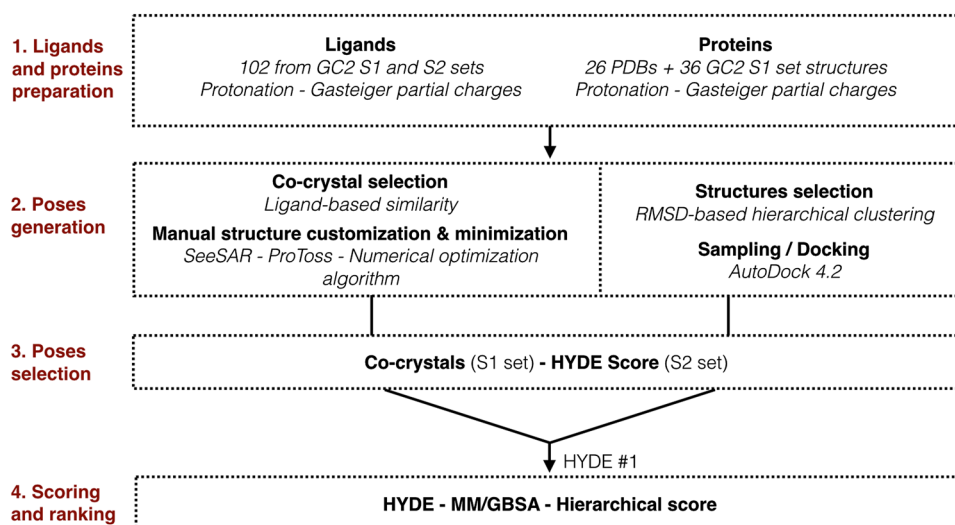 1. Ligands
and proteins
preparation
Ligands
102 from GC2 S1 and S2 sets
Protonation - Gasteiger partial charges
Proteins
26 PDBs + 36 GC2 S1 set structures
Protonation - Gasteiger partial charges
2. Poses
generation
Co-crystal selection
Ligand-based similarity
Manual structure customization & minimization
SeeSAR - ProToss - Numerical optimization
algorithm
Structures selection
RMSD-based hierarchical clustering
Sampling / Docking
AutoDock 4.2
3. Poses
selection
Co-crystals (S1 set) - HYDE Score (S2 set)
HYDE #1
4. Scoring
and ranking
HYDE - MM/GBSA - Hierarchical score